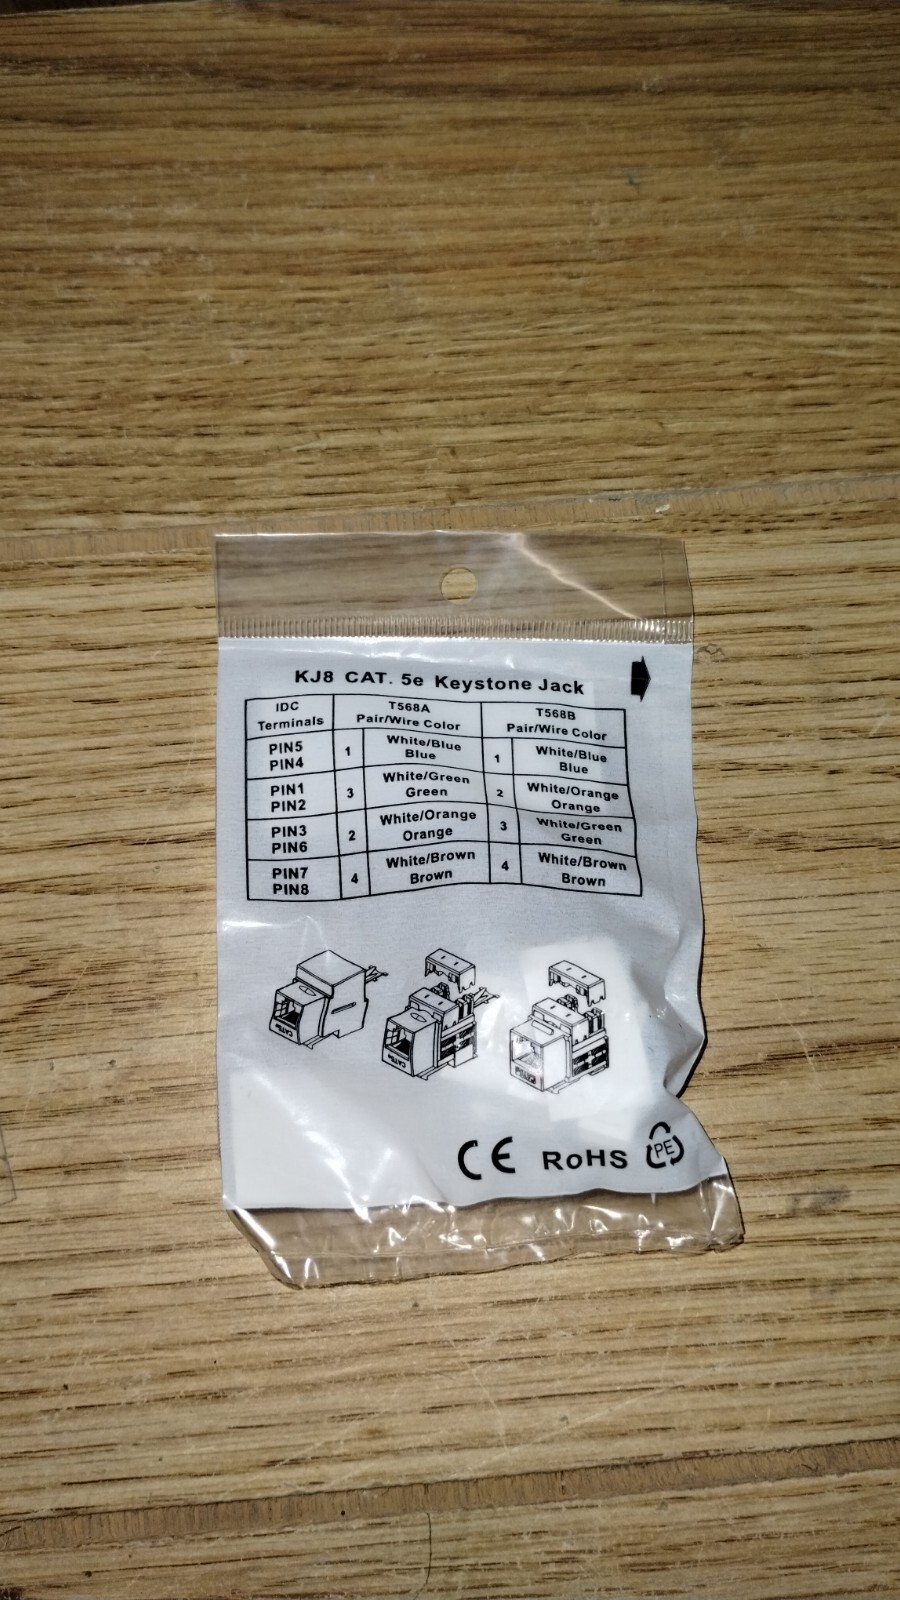 KJ8 CAT. 5e Keystone Jack
IDC Terminals
T568A
Pair/Wire Color
T568B
Pair/Wire Color
PIN5
PIN4
1
White/Blue
Blue
1
White/Blue
Blue
PIN1
PIN2
3
White/Green
Green
2
White/Orange
Orange
PIN3
PIN6
2
White/Orange
Orange
3
White/Green
Green
PIN7
PIN8
4
White/Brown
Brown
4
White/Brown
Brown
CAT5e
CAT5e
CE RoHS PE